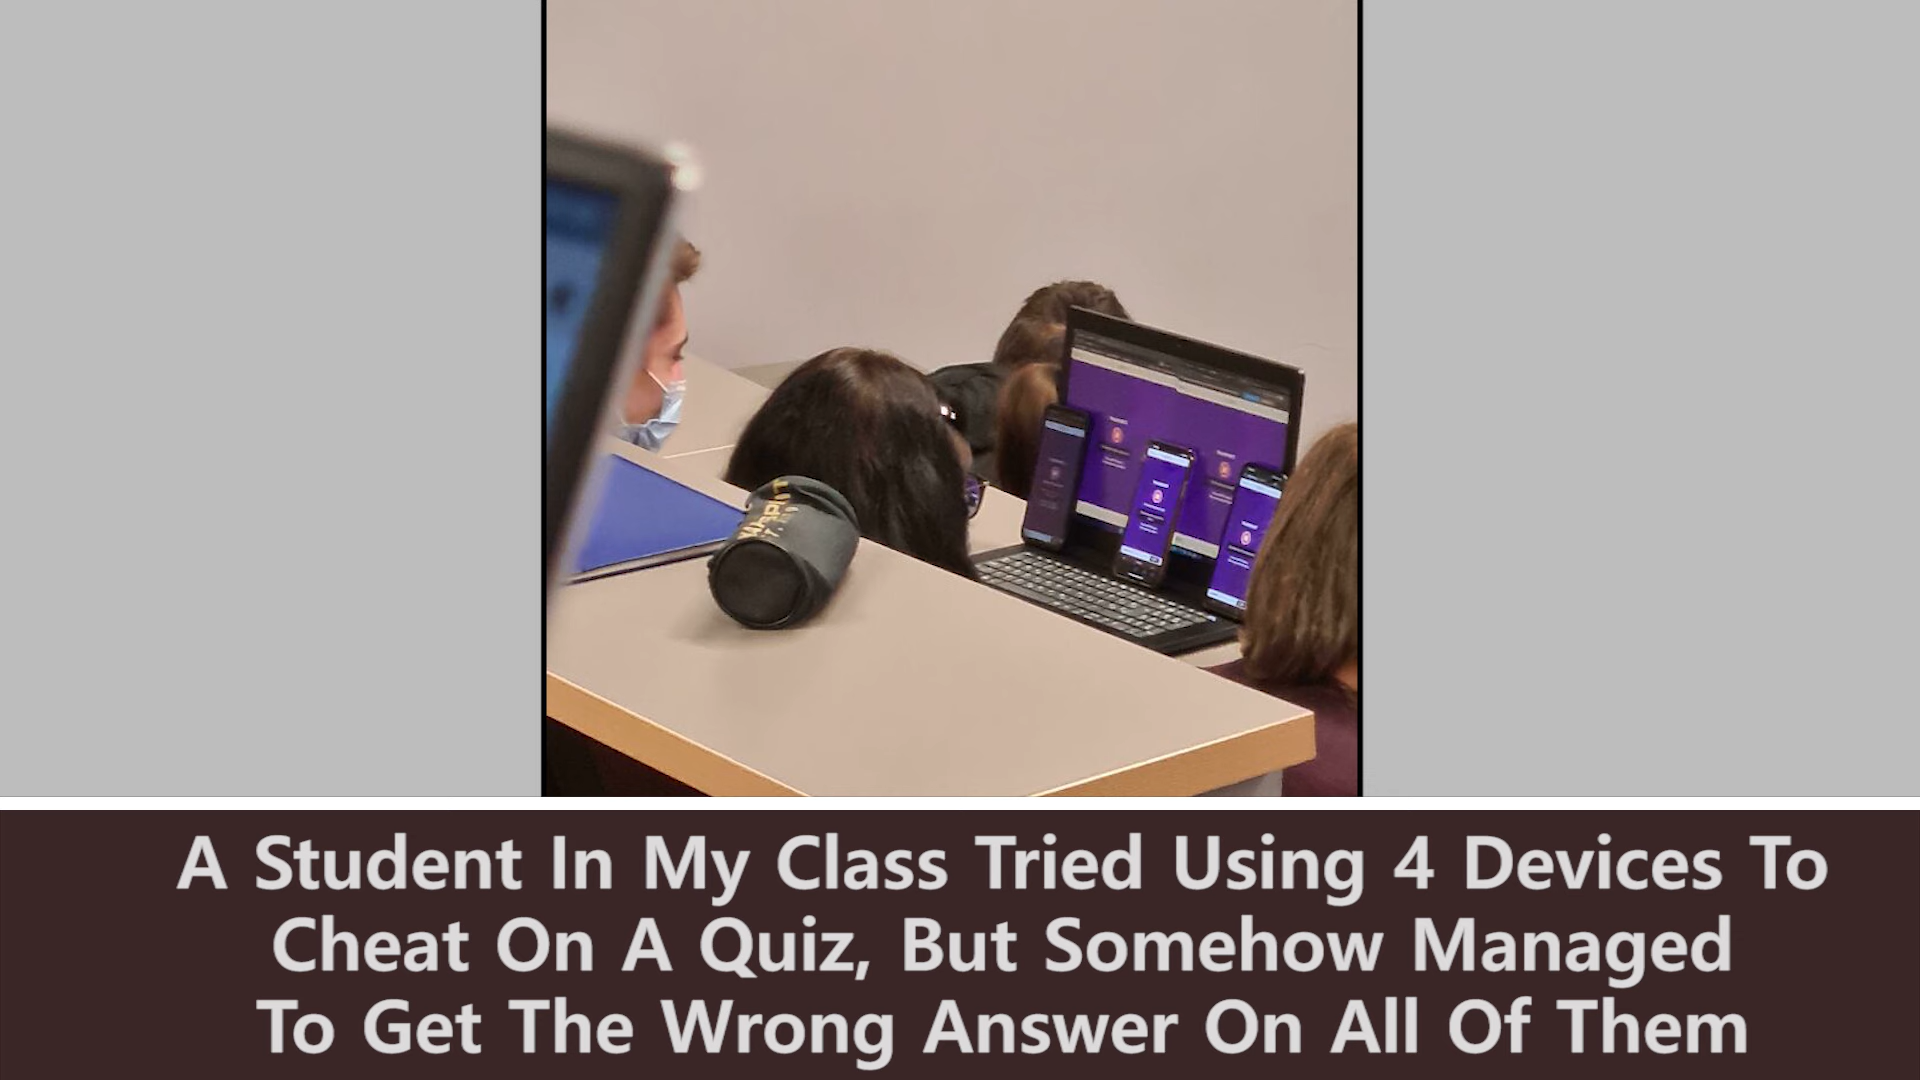 A Student In My Class Tried Using 4 Devices To
Cheat On A Quiz, But Somehow Managed
To Get The Wrong Answer On All Of Them